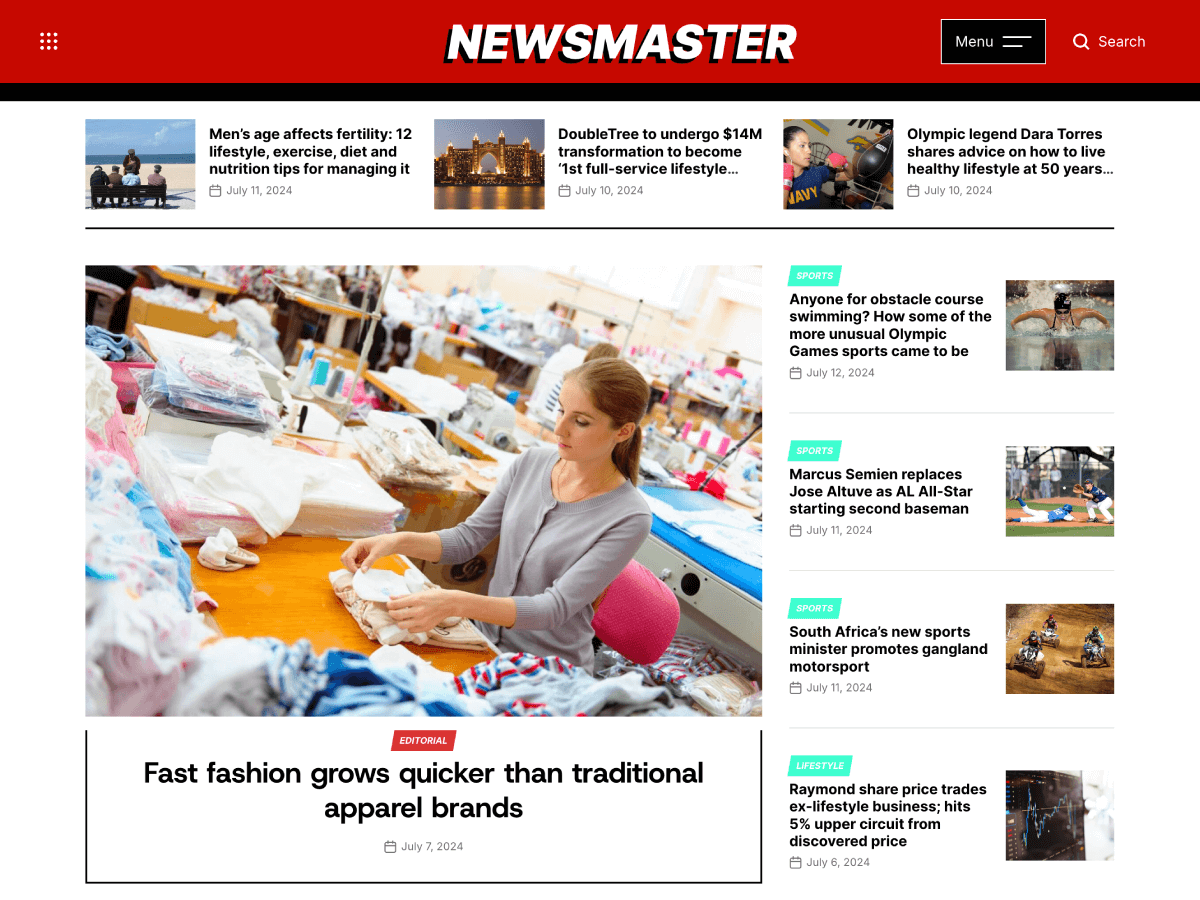 NEWSMASTER
Menu
Search
Men’s age affects fertility: 12
lifestyle, exercise, diet and
nutrition tips for managing it
July 11, 2024
DoubleTree to undergo $14M
transformation to become
‘1st full-service lifestyle...
July 10, 2024
NAVY
Olympic legend Dara Torres
shares advice on how to live
healthy lifestyle at 50 years...
July 10, 2024
EDITORIAL
Fast fashion grows quicker than traditional
apparel brands
July 7, 2024
SPORTS
Anyone for obstacle course
swimming? How some of the
more unusual Olympic
Games sports came to be
July 12, 2024
SPORTS
Marcus Semien replaces
Jose Altuve as AL All-Star
starting second baseman
July 11, 2024
SPORTS
South Africa’s new sports
minister promotes gangland
motorsport
July 11, 2024
LIFESTYLE
Raymond share price trades
ex-lifestyle business; hits
5% upper circuit from
discovered price
July 6, 2024